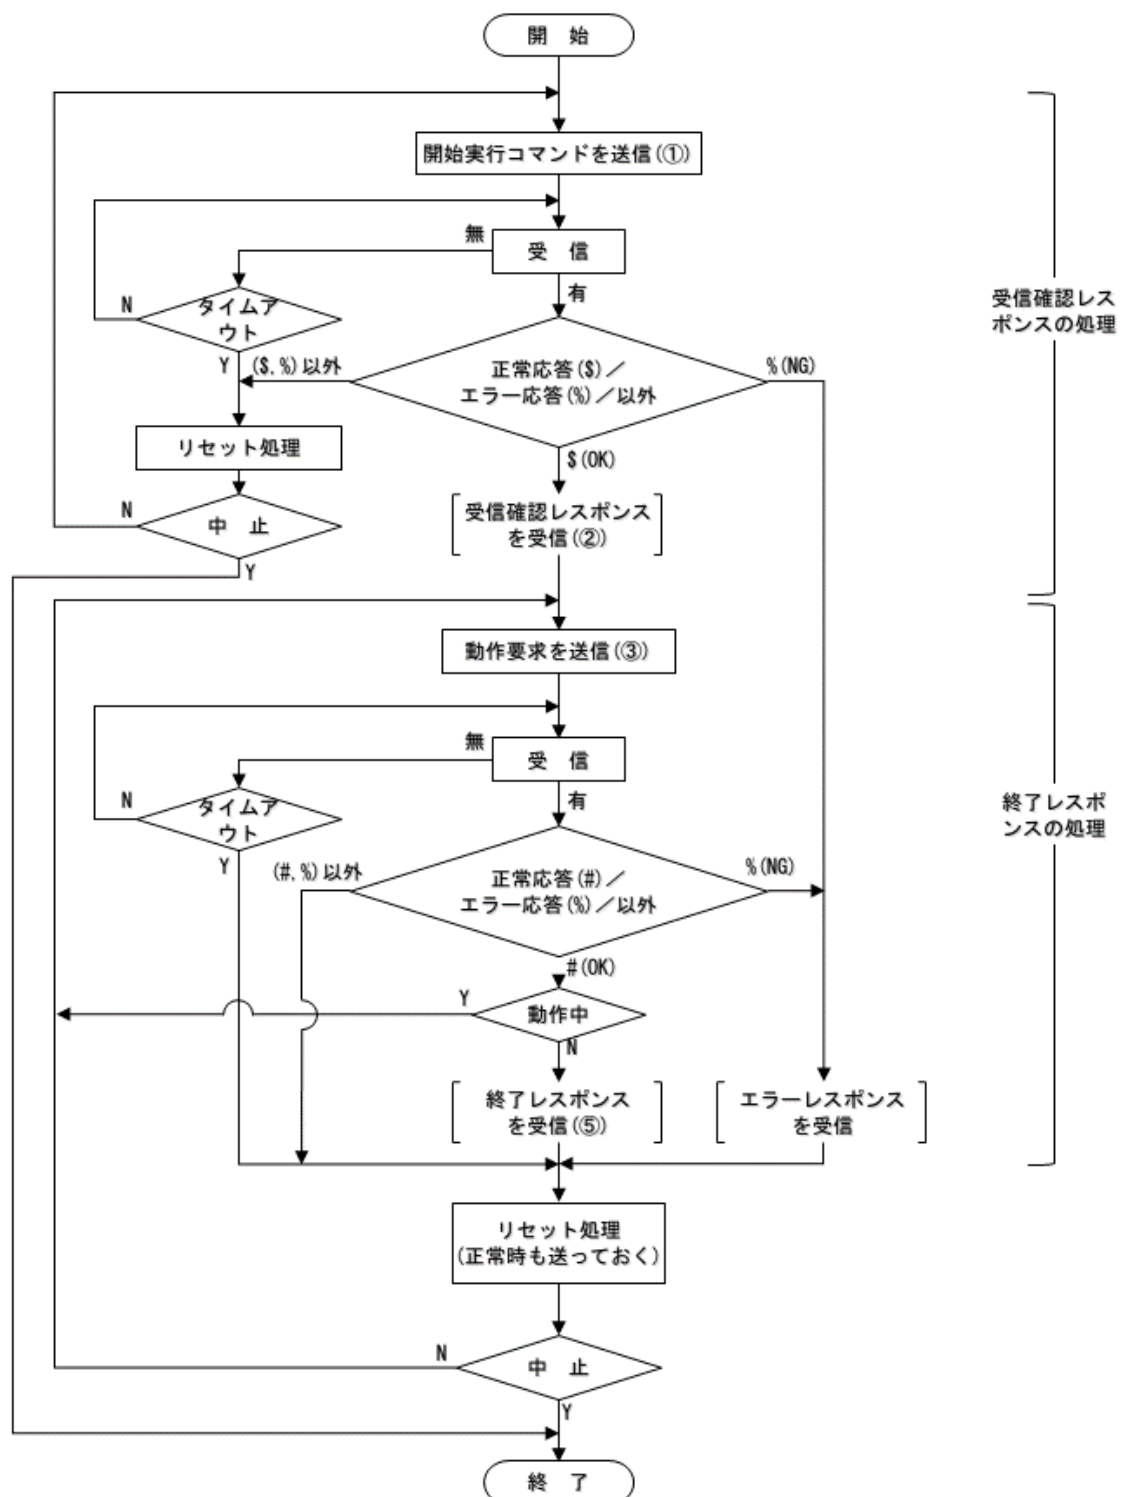 開　始
開始実行コマンドを送信(①)
無
受　信
有
N
タイムア
ウト
Y
($.%)以外
正常応答($)／
エラー応答(%)／以外
%(NG)
受信確認レス
ポンスの処理
リセット処理
$(OK)
N
中　止
Y
受信確認レスポンス
を受信(②)
動作要求を送信(③)
無
受　信
有
N
タイムア
ウト
Y
(#.%)以外
正常応答(#)／
エラー応答(%)／以外
%(NG)
終了レスポ
ンスの処理
#(OK)
Y
動作中
N
終了レスポンス
を受信(⑤)
エラーレスポンス
を受信
リセット処理
(正常時も送っておく)
N
中　止
Y
終　了